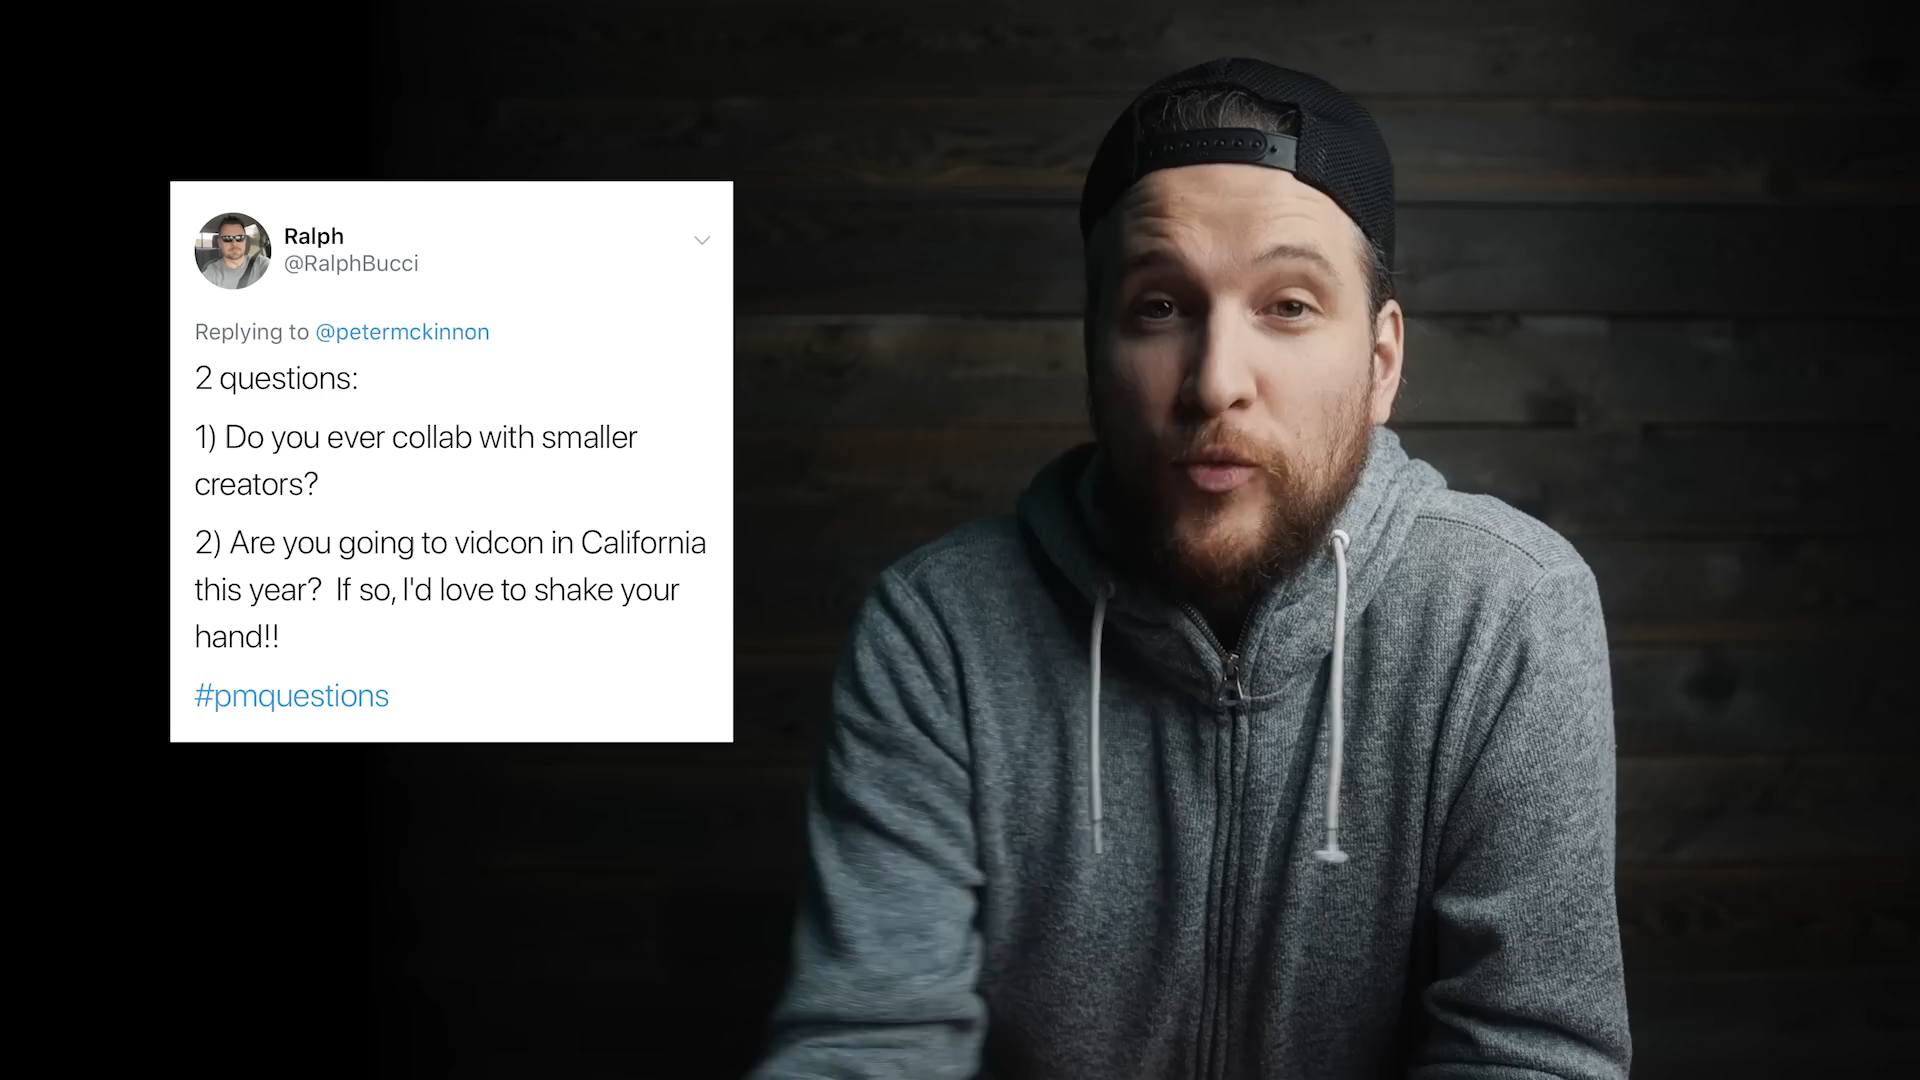 Ralph
@RalphBucci
Replying to @petermckinnon
2 questions:
1) Do you ever collab with smaller
creators?
2) Are you going to vidcon in California
this year?  If so, I'd love to shake your
hand!!
#pmquestions